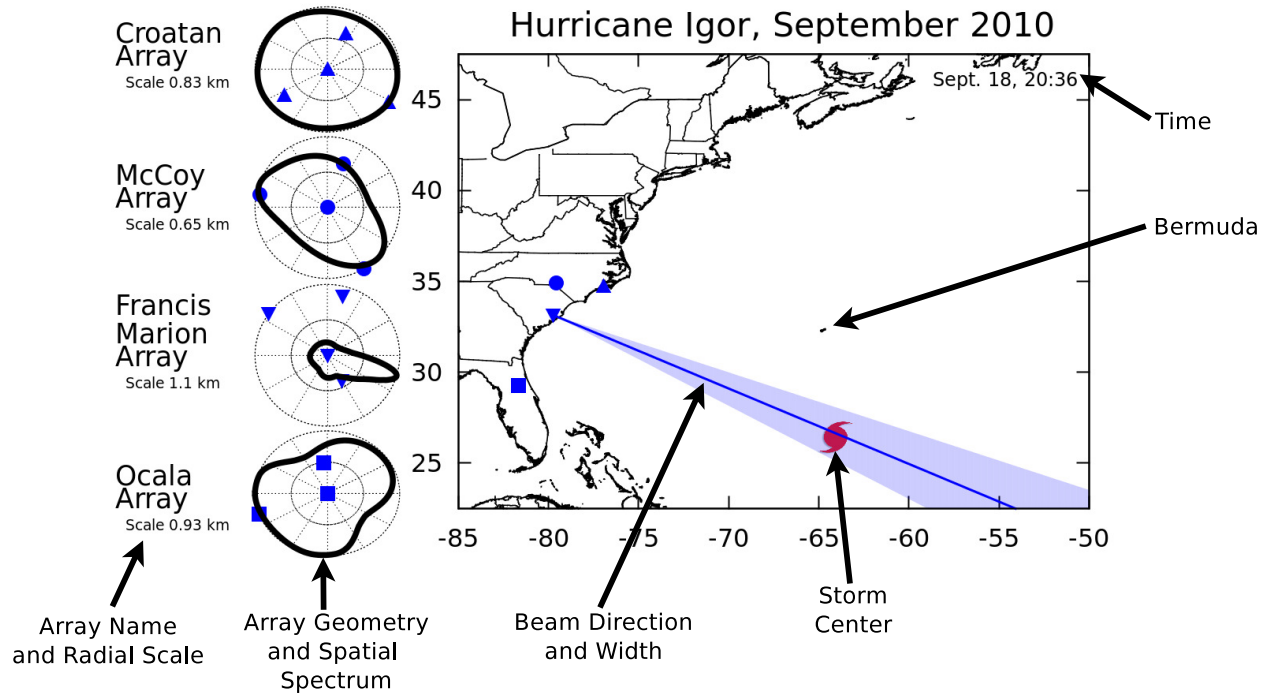 Hurricane Igor, September 2010
Croatan
Array
Scale 0.83 km
McCoy
Array
Scale 0.65 km
Francis
Marion
Array
Scale 1.1 km
Ocala
Array
Scale 0.93 km
Sept. 18, 20:36
45
40
35
30
25
-85
-80
-75
-70
-65
-60
-55
-50
Time
Bermuda
Array Name
and Radial Scale
Array Geometry
and Spatial
Spectrum
Beam Direction
and Width
Storm
Center